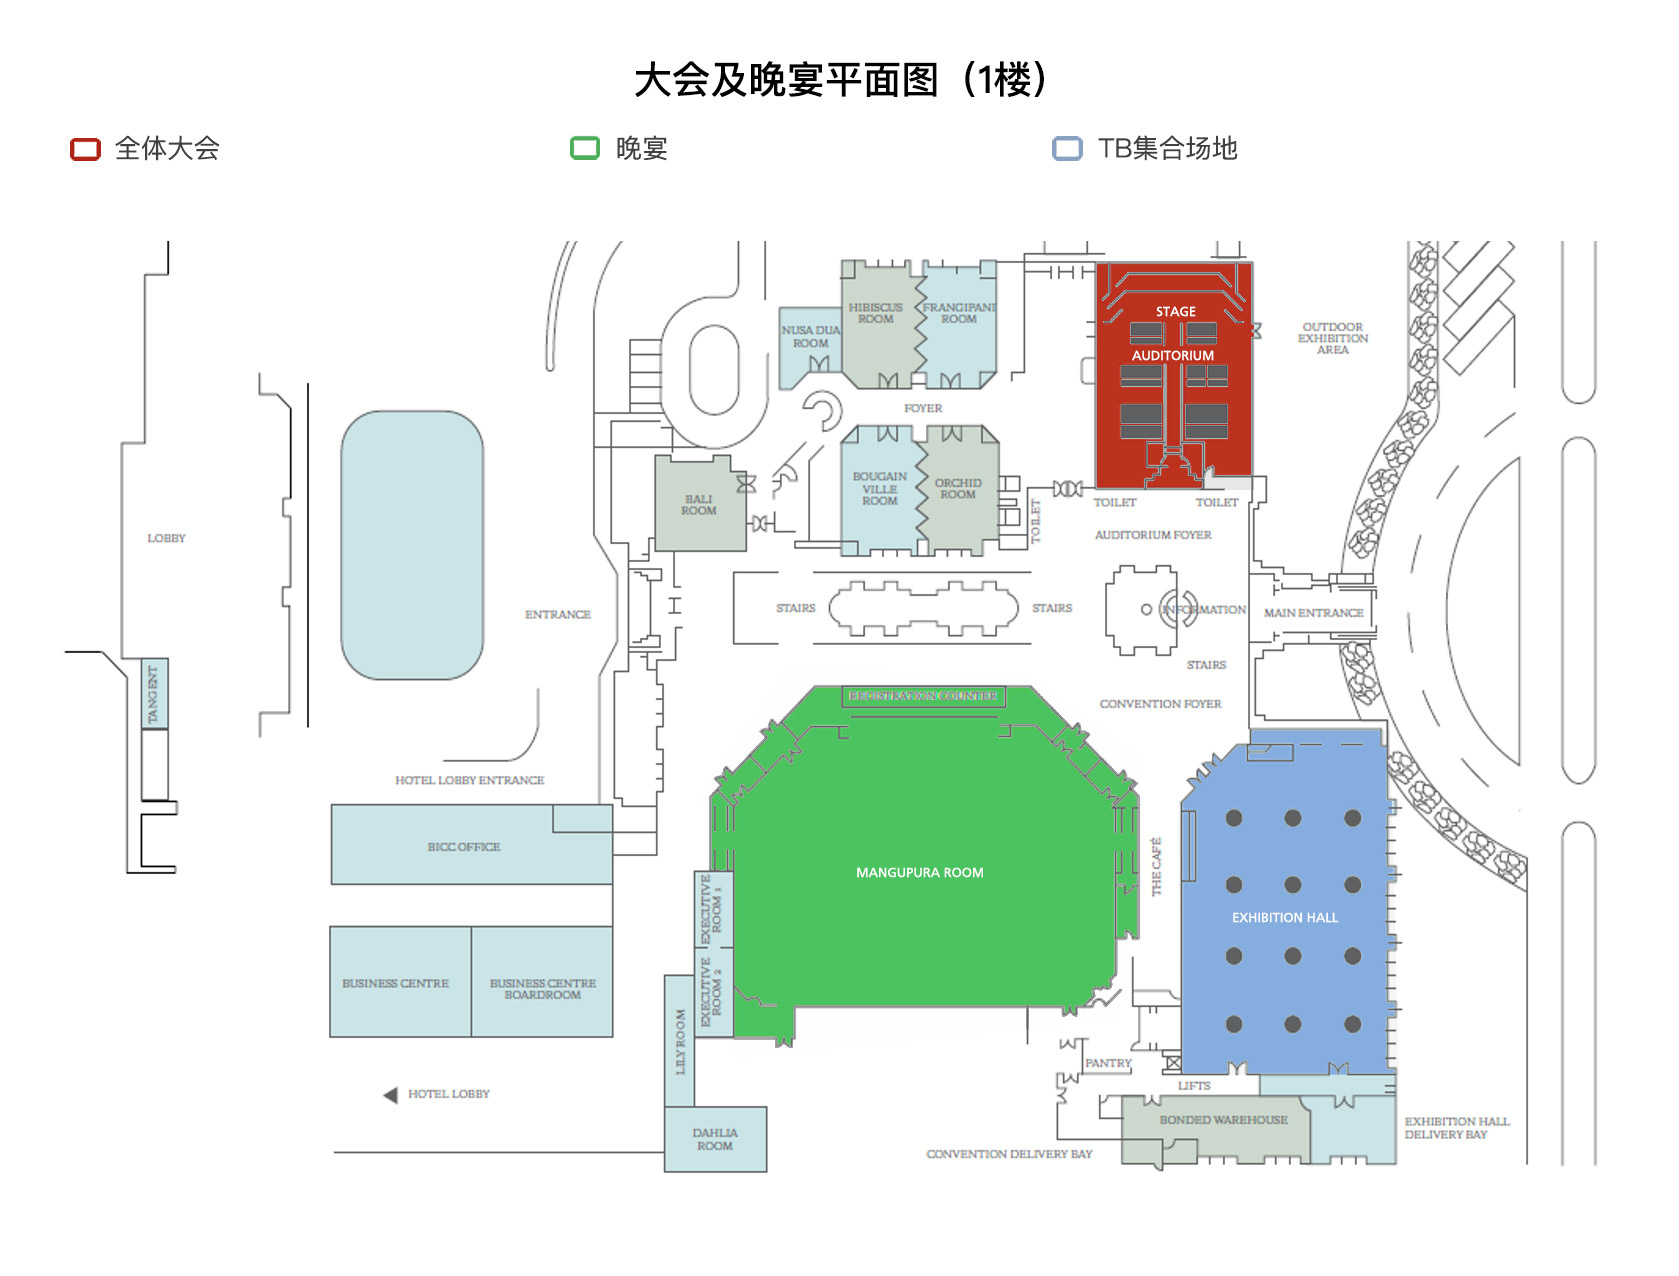 大会及晚宴平面图（1楼）
全体大会
晚宴
TB集合场地
HIBISCUS
ROOM
FRANGIPANI
ROOM
NUSA DUA
ROOM
STAGE
AUDITORIUM
OUTDOOR
EXHIBITION
AREA
FOYER
BOUGAIN
VILLE
ROOM
ORCHID
ROOM
BALI
ROOM
TOILET
TOILET
TOILET
AUDITORIUM FOYER
LOBBY
ENTRANCE
STAIRS
STAIRS
INFORMATION
MAIN ENTRANCE
STAIRS
CONVENTION FOYER
TANGENT
REGISTRATION COUNTER
HOTEL LOBBY ENTRANCE
BICC OFFICE
MANGUPURA ROOM
THE CAFÉ
EXECUTIVE
ROOM 1
EXHIBITION HALL
EXECUTIVE
ROOM 2
BUSINESS CENTRE
BUSINESS CENTRE
BOARDROOM
LILY ROOM
PANTRY
LIFTS
HOTEL LOBBY
DAHLIA
ROOM
BONDED WAREHOUSE
EXHIBITION HALL
DELIVERY BAY
CONVENTION DELIVERY BAY